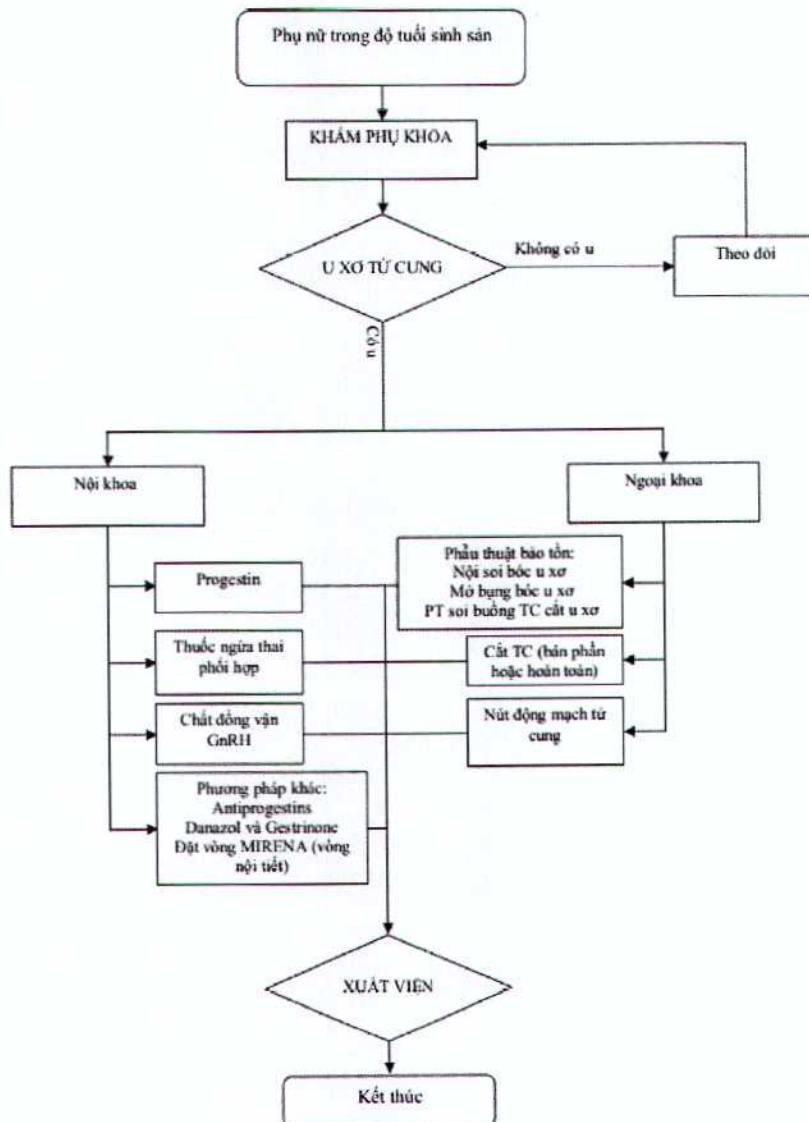 Phụ nữ trong độ tuổi sinh sản
KHÁM PHỤ KHOA
U XƠ TỬ CUNG
Không có u
Theo dõi
Có u
Nội khoa
Ngoại khoa
Progestin
Thuốc ngừa thai
phối hợp
Chất đồng vận
GnRH
Phương pháp khác:
Antiprogestins
Danazol và Gestrinone
Đặt vòng MIRENA (vòng
nội tiết)
Phẫu thuật bảo tồn:
Nội soi bóc u xơ
Mở bụng bóc u xơ
PT soi buồng TC cắt u xơ
Cắt TC (bán phần
hoặc hoàn toàn)
Nút động mạch tử
cung
XUẤT VIỆN
Kết thúc